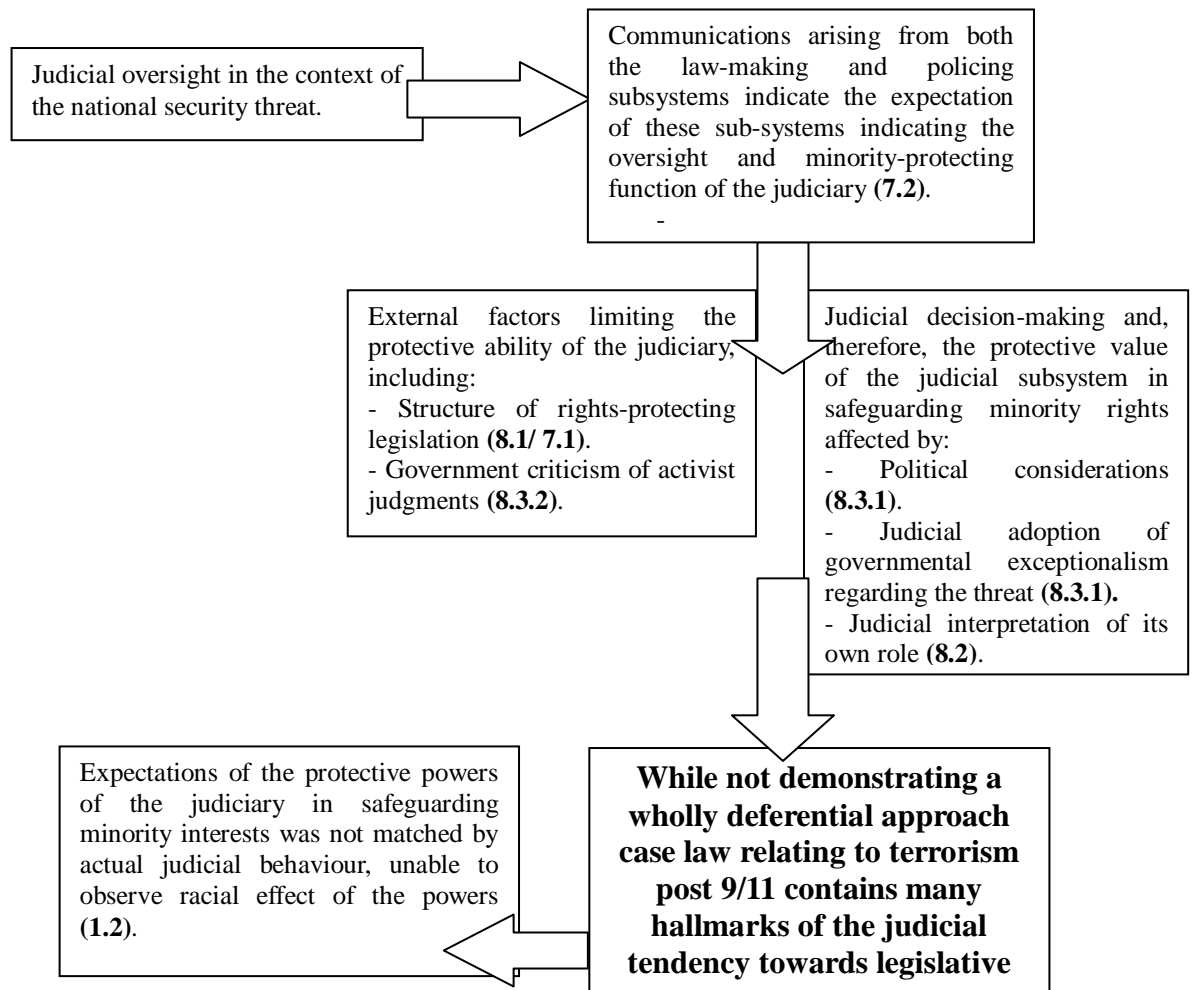 Judicial oversight in the context of
the national security threat.
Communications arising from both
the law-making and policing
subsystems indicate the expectation
of these sub-systems indicating the
oversight and minority-protecting
function of the judiciary (7.2).
-
External factors limiting the
protective ability of the judiciary,
including:
- Structure of rights-protecting
legislation (8.1/ 7.1).
- Government criticism of activist
judgments (8.3.2).
Judicial decision-making and,
therefore, the protective value
of the judicial subsystem in
safeguarding minority rights
affected by:
- Political considerations
(8.3.1).
- Judicial adoption of
governmental exceptionalism
regarding the threat (8.3.1).
- Judicial interpretation of its
own role (8.2).
While not demonstrating a
wholly deferential approach
case law relating to terrorism
post 9/11 contains many
hallmarks of the judicial
tendency towards legislative
Expectations of the protective powers
of the judiciary in safeguarding
minority interests was not matched by
actual judicial behaviour, unable to
observe racial effect of the powers
(1.2).